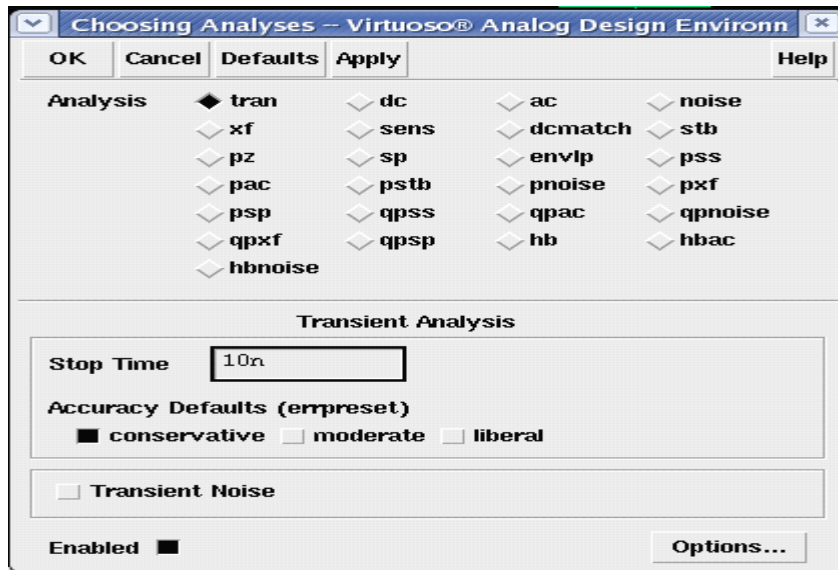 Choosing Analyses -- Virtuoso® Analog Design Environn
OK Cancel Defaults Apply Help
Analysis tran dc ac noise
xf sens dcmatch stb
pz sp envlp pss
pac pstb pnoise pxf
psp qpss qpac qpnoise
qpxf qpsp hb hbac
hbnoise
Transient Analysis
Stop Time 10n
Accuracy Defaults (errpreset)
conservative moderate liberal
Transient Noise
Enabled Options...